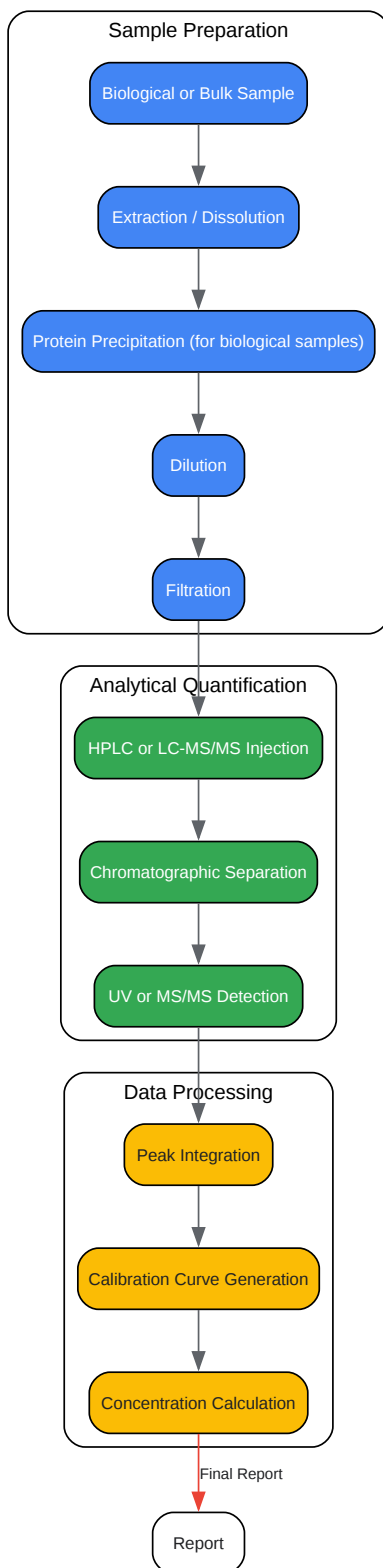 Sample Preparation
Biological or Bulk Sample
Extraction / Dissolution
Protein Precipitation (for biological samples)
Dilution
Filtration
Analytical Quantification
HPLC or LC-MS/MS Injection
Chromatographic Separation
UV or MS/MS Detection
Data Processing
Peak Integration
Calibration Curve Generation
Concentration Calculation
Final Report
Report